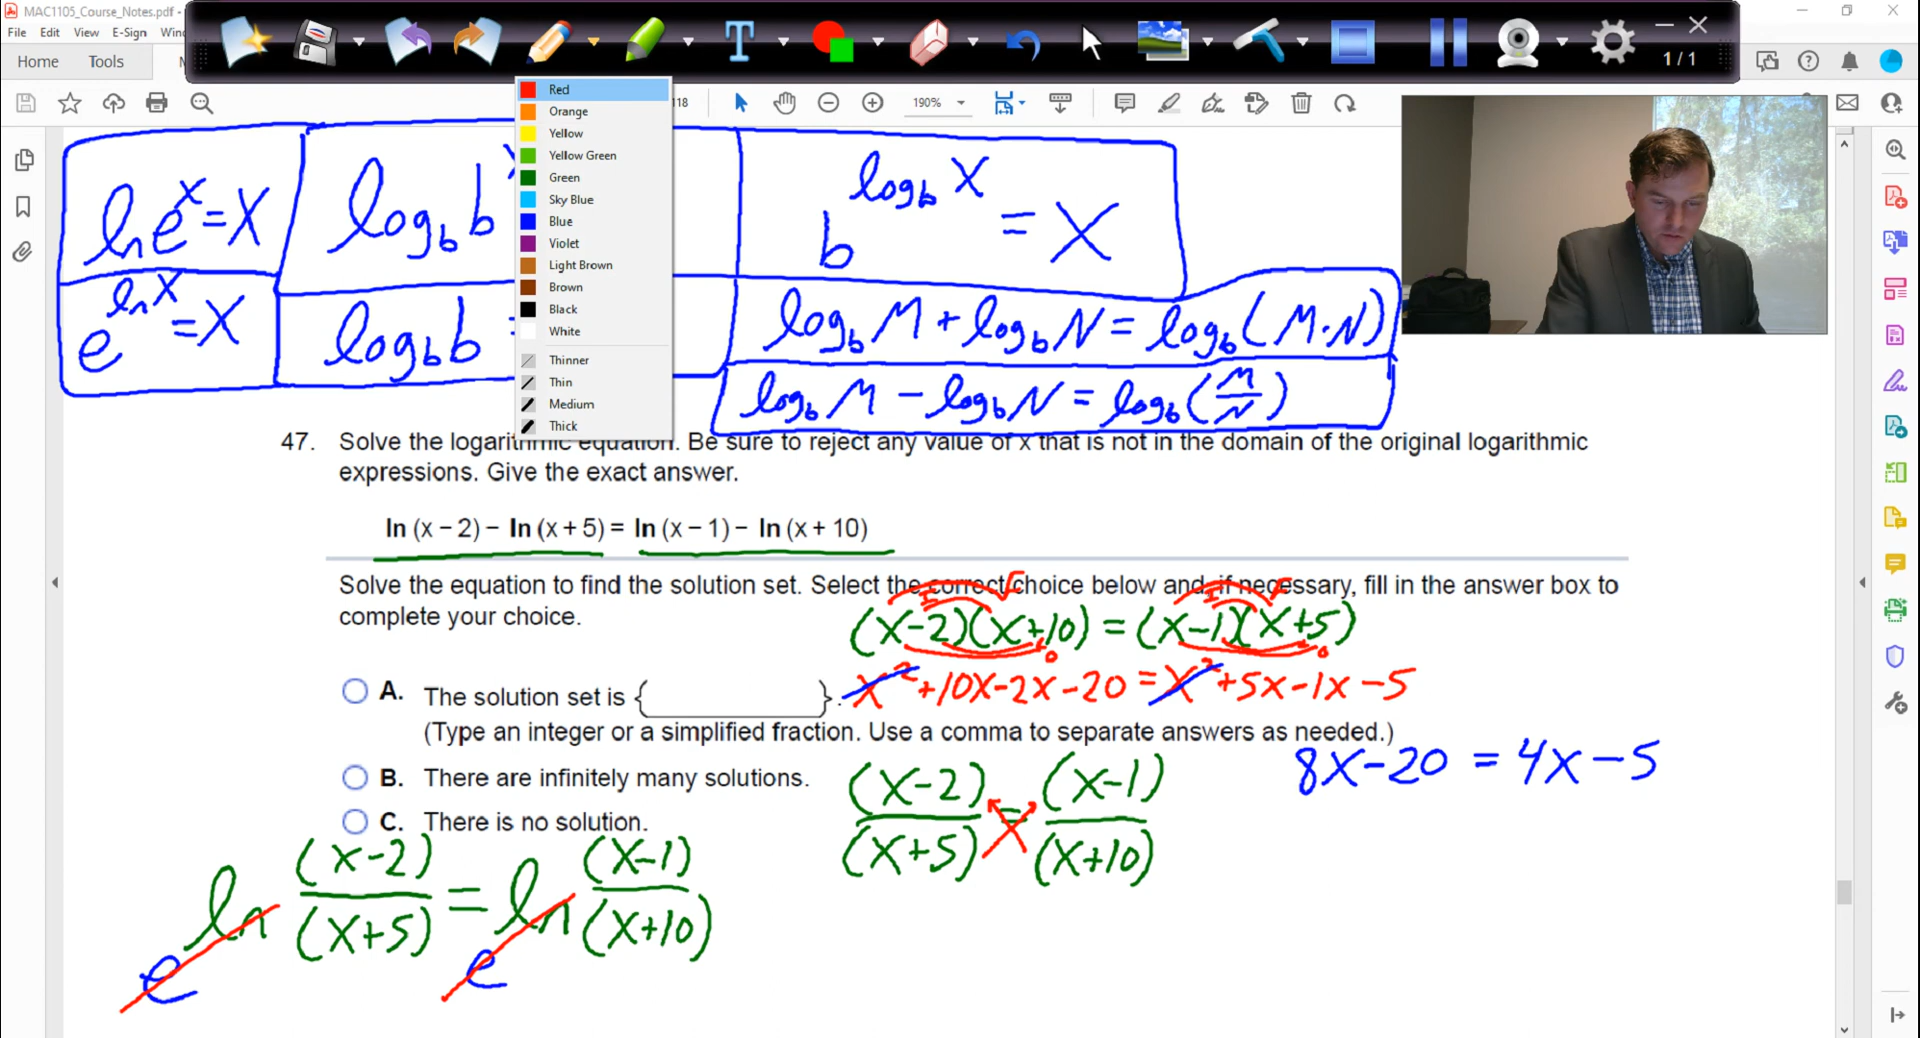 MAC1105_Course_Notes.pdf -
File Edit View E-Sign
Home Tools
1 / 1
118
190%
Red
Orange
Yellow
Yellow Green
Green
Sky Blue
Blue
Violet
Light Brown
Brown
Black
White
Thinner
Thin
Medium
Thick
ln e^x = x
log_b b
b^(log_b x) = x
e^(ln x) = x
log_b b =
log_b M + log_b N = log_b (M·N)
log_b M − log_b N = log_b (M/N)
47. Solve the logarithmic equation. Be sure to reject any value of x that is not in the domain of the original logarithmic
expressions. Give the exact answer.
ln (x − 2) − ln (x + 5) = ln (x − 1) − ln (x + 10)
Solve the equation to find the solution set. Select the correct choice below and, if necessary, fill in the answer box to
complete your choice.
(x−2)(x+10) = (x−1)(x+5)
A. The solution set is { }.
x²+10x−2x−20 = x²+5x−1x−5
(Type an integer or a simplified fraction. Use a comma to separate answers as needed.)
8x−20 = 4x−5
B. There are infinitely many solutions.
(x−2)/(x+5) = (x−1)/(x+10)
C. There is no solution.
e ln (x−2)/(x+5) = e ln (x−1)/(x+10)